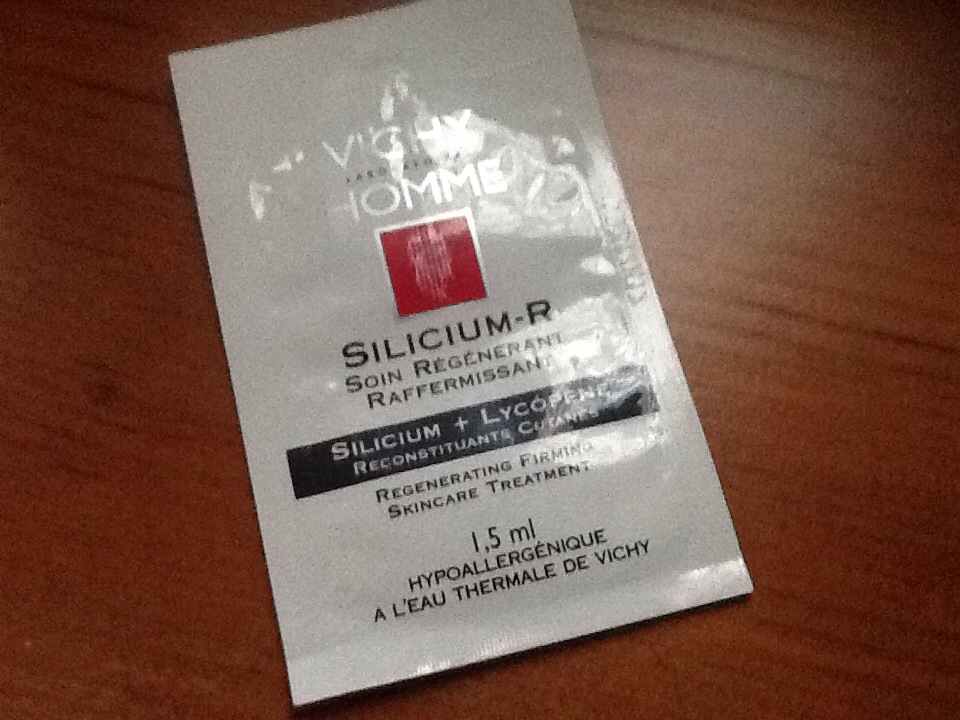 VICHY
LABORATOIRES
HOMME
SILICIUM-R
SOIN RÉGÉNÉRANT
RAFFERMISSANT
SILICIUM + LYCOPÈNE
RECONSTITUANTS CUTANÉS
REGENERATING FIRMING
SKINCARE TREATMENT
1,5 ml
HYPOALLERGÉNIQUE
A L'EAU THERMALE DE VICHY